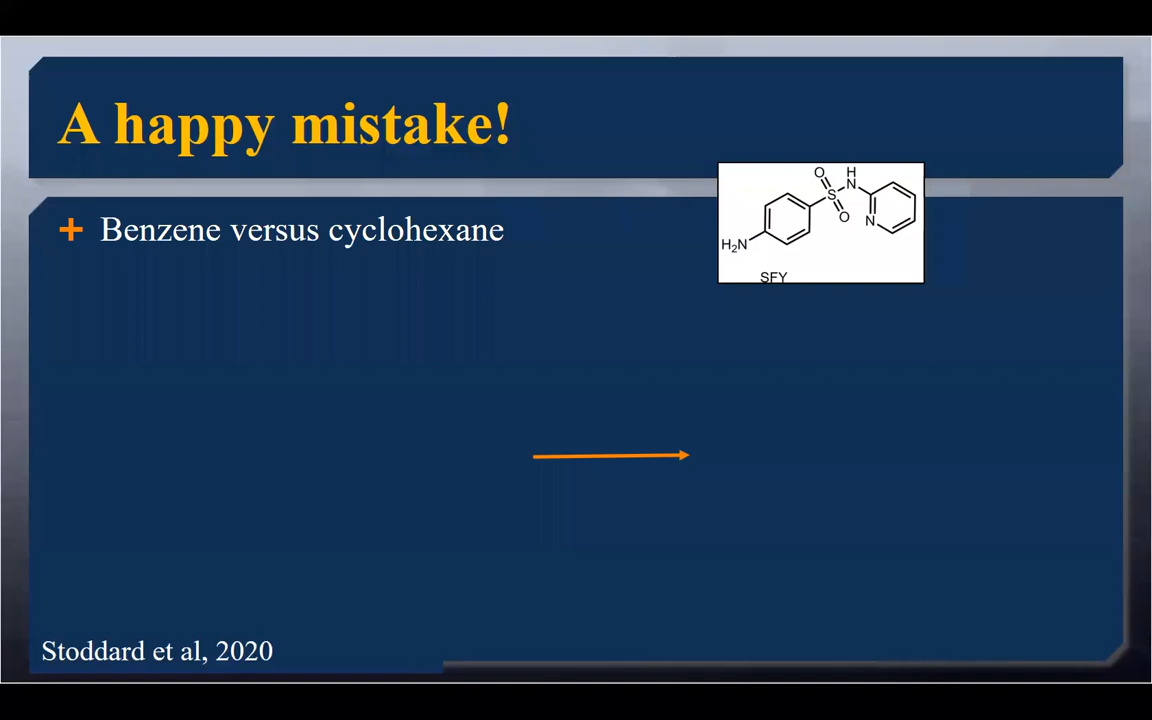 A happy mistake!
Benzene versus cyclohexane
O
H
N
S
O
N
H₂N
SFY
Stoddard et al, 2020